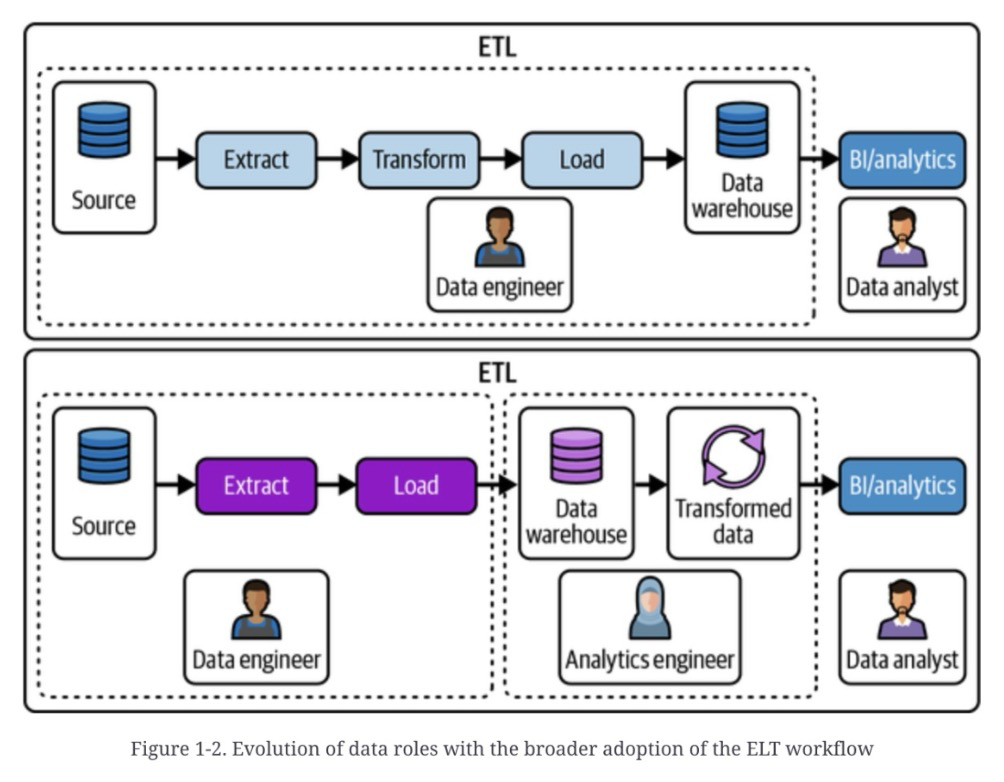 ETL
Source
Extract
Transform
Load
Data
warehouse
BI/analytics
Data engineer
Data analyst
ETL
Source
Extract
Load
Data
warehouse
Transformed
data
BI/analytics
Data engineer
Analytics engineer
Data analyst
Figure 1-2. Evolution of data roles with the broader adoption of the ELT workflow